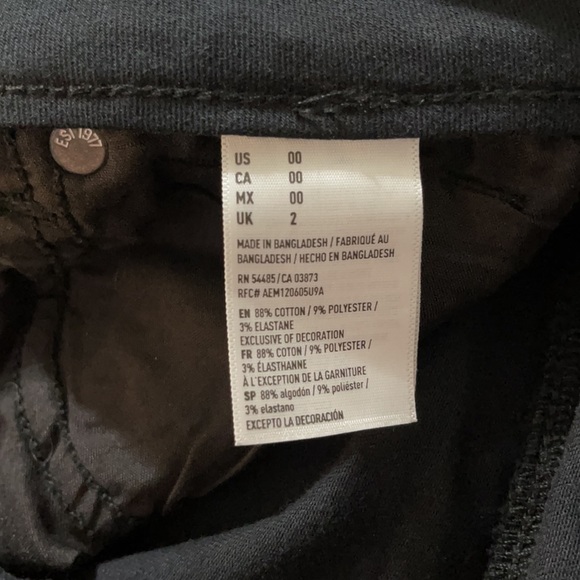 EST 1977
US 00
CA 00
MX 00
UK 2
MADE IN BANGLADESH / FABRIQUÉ AU
BANGLADESH / HECHO EN BANGLADESH
RN 54485/CA 03873
RFC# AEM120605U9A
EN 88% COTTON / 9% POLYESTER /
3% ELASTANE
EXCLUSIVE OF DECORATION
FR 88% COTON / 9% POLYESTER /
3% ÉLASTHANNE
À L'EXCEPTION DE LA GARNITURE
SP 88% algodón / 9% poliéster /
3% elastano
EXCEPTO LA DECORACIÓN